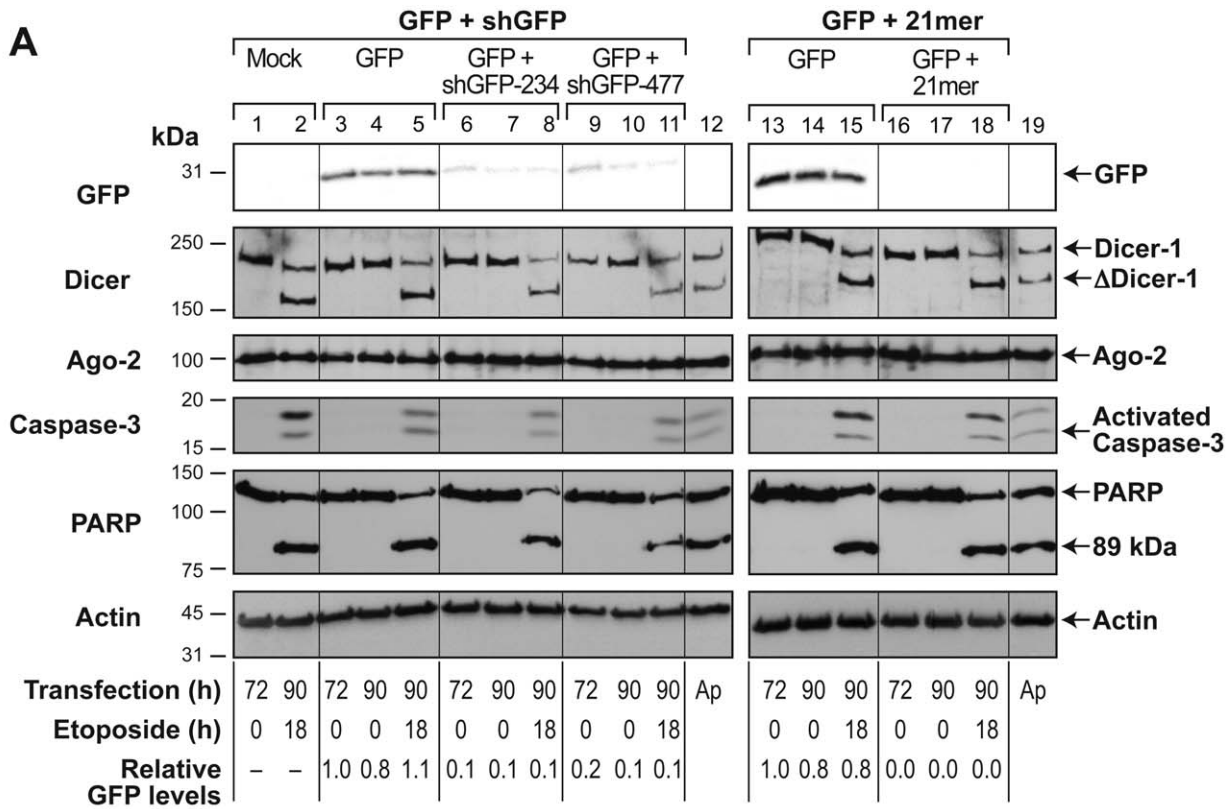 A
GFP + shGFP
GFP + 21mer
Mock
GFP
GFP + shGFP-234
GFP + shGFP-477
GFP
GFP + 21mer
kDa
1 2 3 4 5 6 7 8 9 10 11 12 13 14 15 16 17 18 19
GFP
31
GFP
Dicer
250
150
Dicer-1
ΔDicer-1
Ago-2
100
Ago-2
Caspase-3
20
15
Activated
Caspase-3
PARP
150
100
75
PARP
89 kDa
Actin
45
31
Actin
Transfection (h) 72 90 72 90 90 72 90 90 72 90 90 Ap 72 90 90 72 90 90 Ap
Etoposide (h) 0 18 0 0 18 0 0 18 0 0 18 0 0 18 0 0 18
Relative
GFP levels
– – 1.0 0.8 1.1 0.1 0.1 0.1 0.2 0.1 0.1 1.0 0.8 0.8 0.0 0.0 0.0